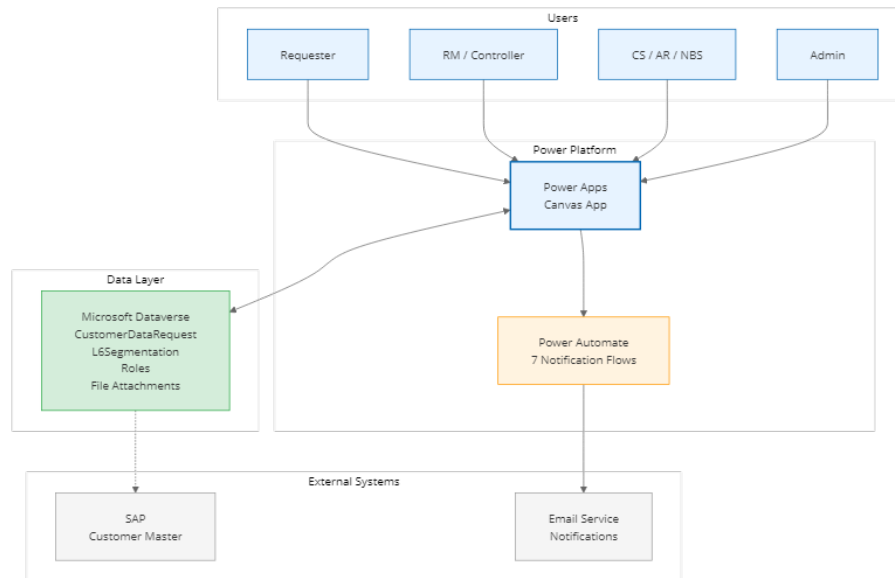 Users
Requester
RM / Controller
CS / AR / NBS
Admin
Power Platform
Power Apps
Canvas App
Data Layer
Microsoft Dataverse
CustomerDataRequest
L6Segmentation
Roles
File Attachments
Power Automate
7 Notification Flows
External Systems
SAP
Customer Master
Email Service
Notifications